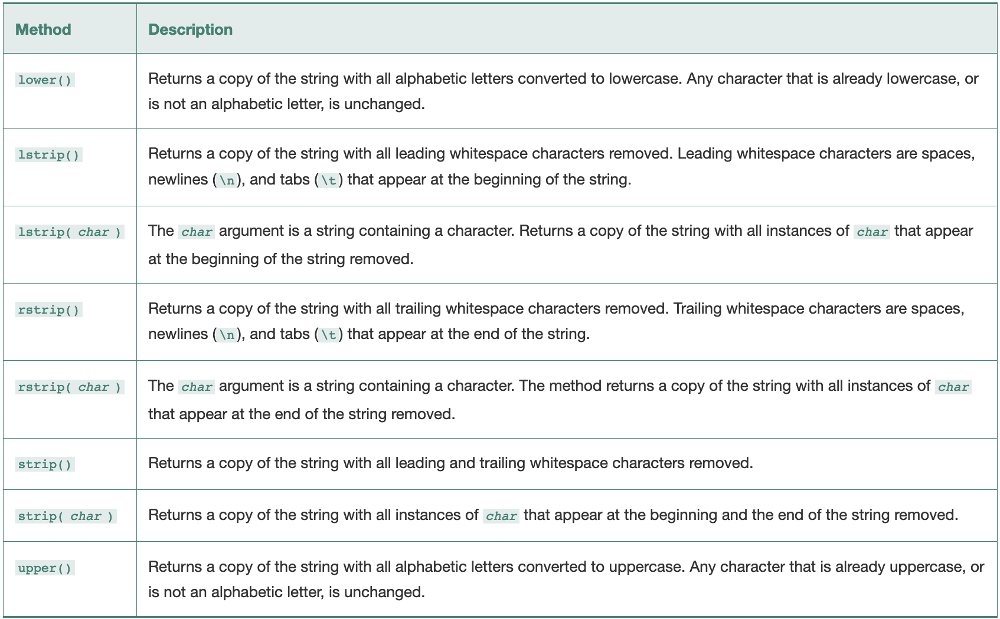 Method Description
lower() Returns a copy of the string with all alphabetic letters converted to lowercase. Any character that is already lowercase, or
is not an alphabetic letter, is unchanged.
lstrip() Returns a copy of the string with all leading whitespace characters removed. Leading whitespace characters are spaces,
newlines (\n), and tabs (\t) that appear at the beginning of the string.
lstrip( char ) The char argument is a string containing a character. Returns a copy of the string with all instances of char that appear
at the beginning of the string removed.
rstrip() Returns a copy of the string with all trailing whitespace characters removed. Trailing whitespace characters are spaces,
newlines (\n), and tabs (\t) that appear at the end of the string.
rstrip( char ) The char argument is a string containing a character. The method returns a copy of the string with all instances of char
that appear at the end of the string removed.
strip() Returns a copy of the string with all leading and trailing whitespace characters removed.
strip( char ) Returns a copy of the string with all instances of char that appear at the beginning and the end of the string removed.
upper() Returns a copy of the string with all alphabetic letters converted to uppercase. Any character that is already uppercase, or
is not an alphabetic letter, is unchanged.